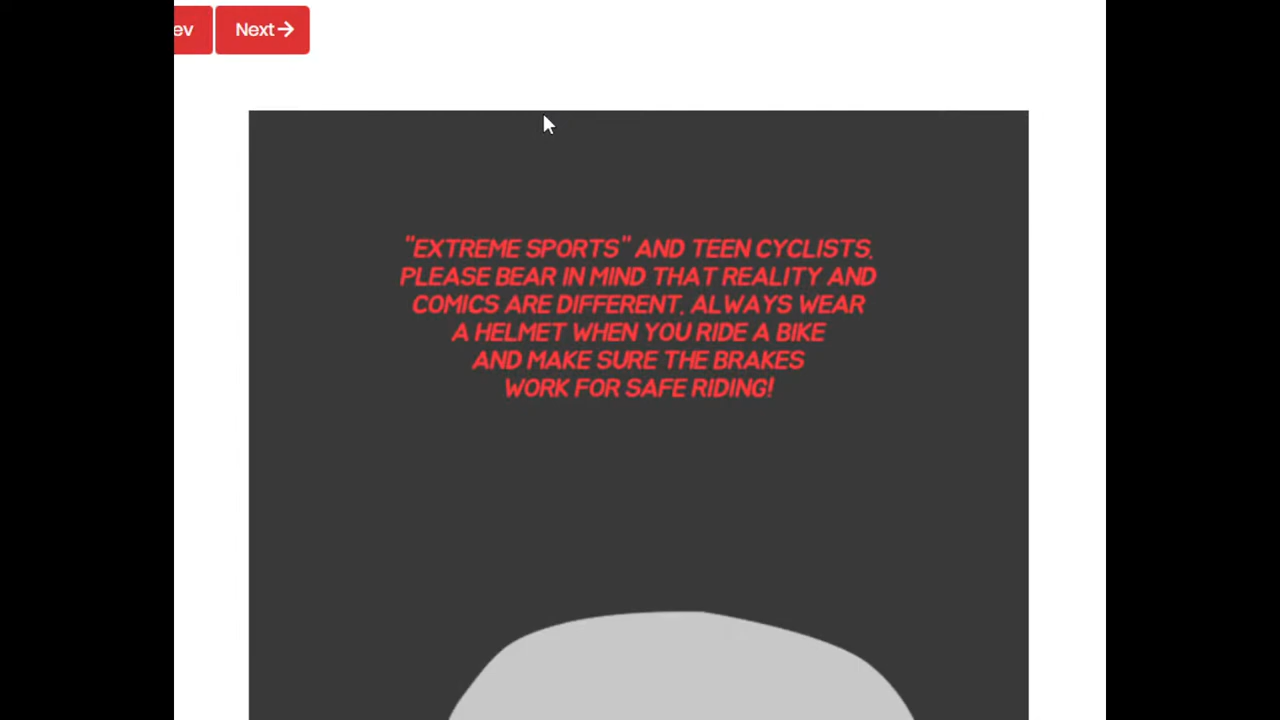 ev
Next→
"EXTREME SPORTS" AND TEEN CYCLISTS,
PLEASE BEAR IN MIND THAT REALITY AND
COMICS ARE DIFFERENT. ALWAYS WEAR
A HELMET WHEN YOU RIDE A BIKE
AND MAKE SURE THE BRAKES
WORK FOR SAFE RIDING!